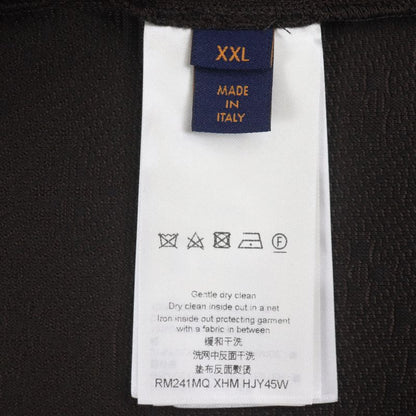 XXL
MADE
IN
ITALY
F
Gentle dry clean
Dry clean inside out in a net
Iron inside out protecting garment
with a fabric in between
缓和干洗
洗网中反面干洗
垫布反面熨烫
RM241MQ XHM HJY45W